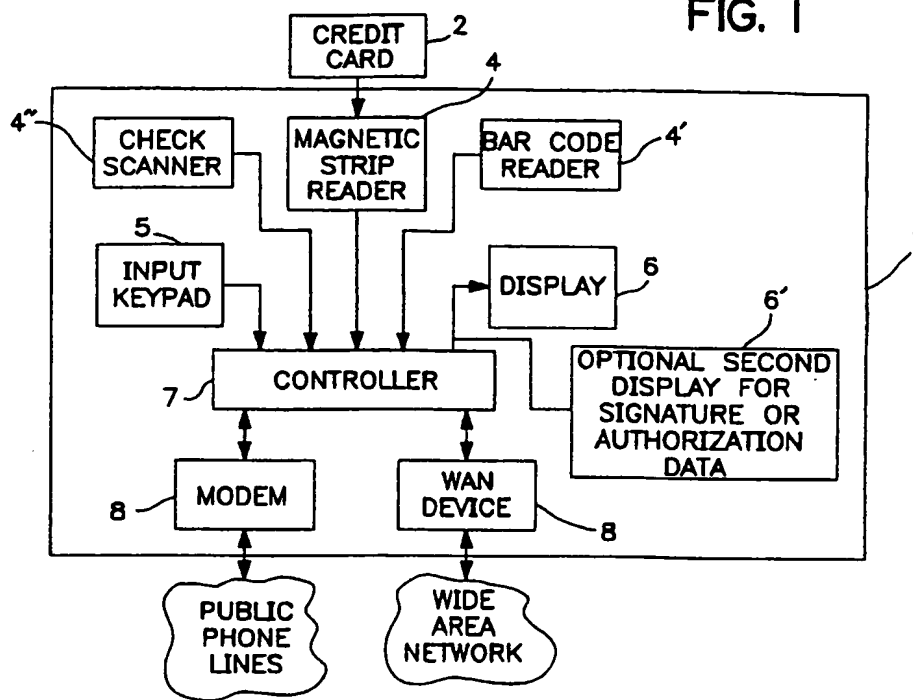 FIG. 1
CREDIT
CARD
2
4
4"
CHECK
SCANNER
MAGNETIC
STRIP
READER
BAR CODE
READER
4'
5
INPUT
KEYPAD
DISPLAY
6
6'
CONTROLLER
7
OPTIONAL SECOND
DISPLAY FOR
SIGNATURE OR
AUTHORIZATION
DATA
8
MODEM
WAN
DEVICE
8
PUBLIC
PHONE
LINES
WIDE
AREA
NETWORK